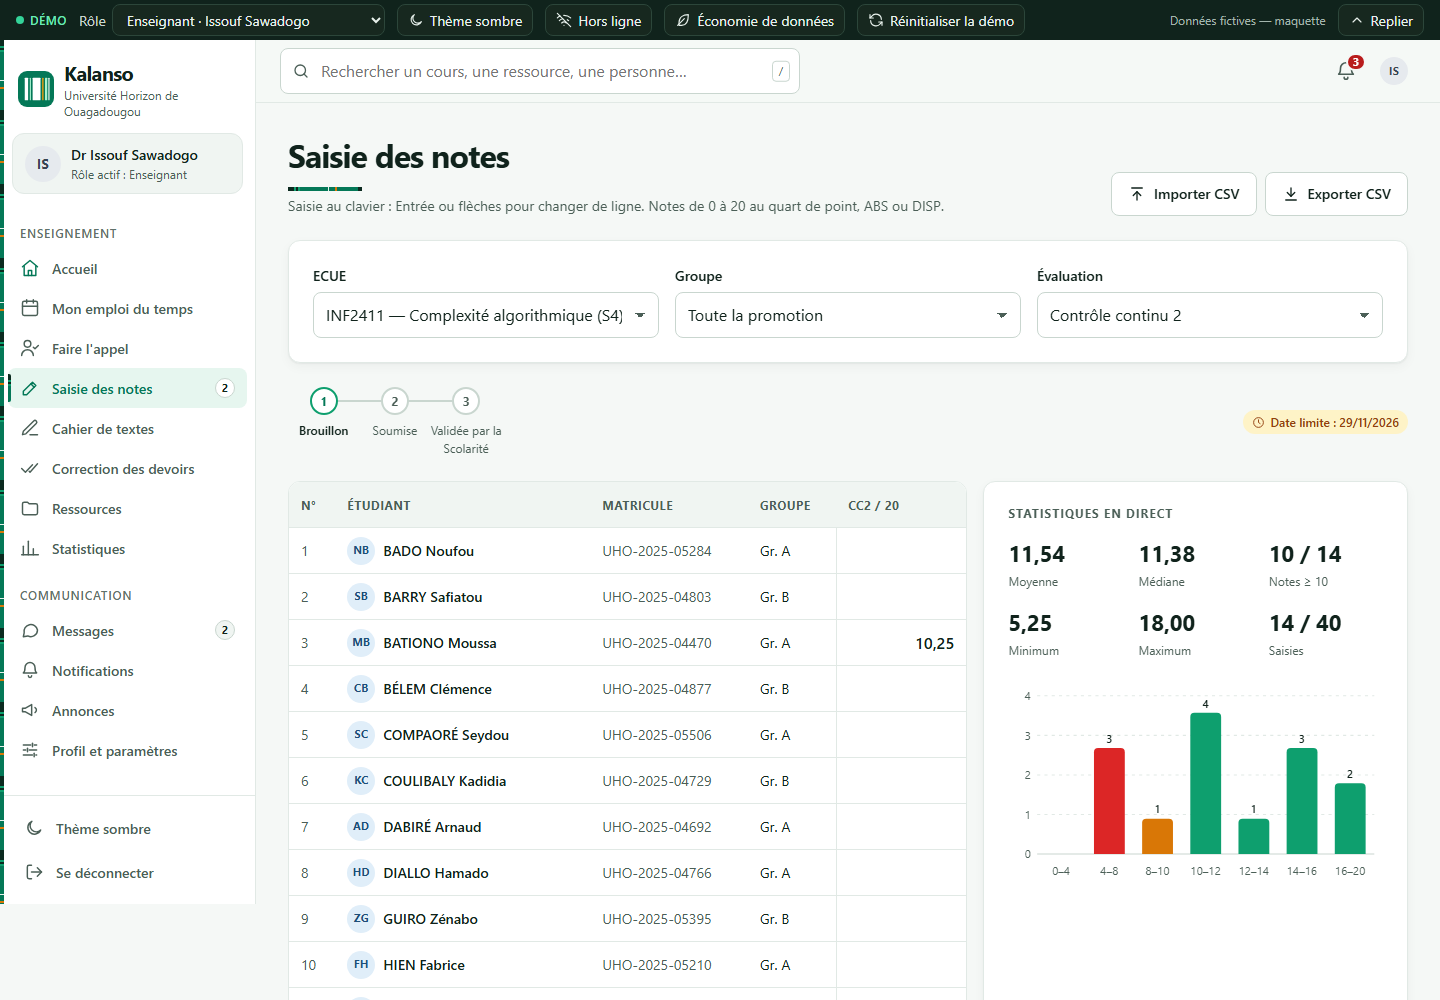 DÉMO Rôle Enseignant · Issouf Sawadogo Thème sombre Hors ligne Économie de données Réinitialiser la démo Données fictives — maquette Replier
Kalanso
Université Horizon de
Ouagadougou
Rechercher un cours, une ressource, une personne... /
3
IS
IS
Dr Issouf Sawadogo
Rôle actif : Enseignant
ENSEIGNEMENT
Accueil
Mon emploi du temps
Faire l'appel
Saisie des notes 2
Cahier de textes
Correction des devoirs
Ressources
Statistiques
COMMUNICATION
Messages 2
Notifications
Annonces
Profil et paramètres
Thème sombre
Se déconnecter
Saisie des notes
Saisie au clavier : Entrée ou flèches pour changer de ligne. Notes de 0 à 20 au quart de point, ABS ou DISP.
Importer CSV
Exporter CSV
ECUE Groupe Évaluation
INF2411 — Complexité algorithmique (S4) Toute la promotion Contrôle continu 2
1 2 3
Brouillon Soumise Validée par la
Scolarité
Date limite : 29/11/2026
N° ÉTUDIANT MATRICULE GROUPE CC2 / 20
1 NB BADO Noufou UHO-2025-05284 Gr. A
2 SB BARRY Safiatou UHO-2025-04803 Gr. B
3 MB BATIONO Moussa UHO-2025-04470 Gr. A 10,25
4 CB BÉLEM Clémence UHO-2025-04877 Gr. B
5 SC COMPAORÉ Seydou UHO-2025-05506 Gr. A
6 KC COULIBALY Kadidia UHO-2025-04729 Gr. B
7 AD DABIRÉ Arnaud UHO-2025-04692 Gr. A
8 HD DIALLO Hamado UHO-2025-04766 Gr. A
9 ZG GUIRO Zénabo UHO-2025-05395 Gr. B
10 FH HIEN Fabrice UHO-2025-05210 Gr. A
STATISTIQUES EN DIRECT
11,54 11,38 10 / 14
Moyenne Médiane Notes ≥ 10
5,25 18,00 14 / 40
Minimum Maximum Saisies
4
3
2
1
0
3 1 4 1 3 2
0–4 4–8 8–10 10–12 12–14 14–16 16–20